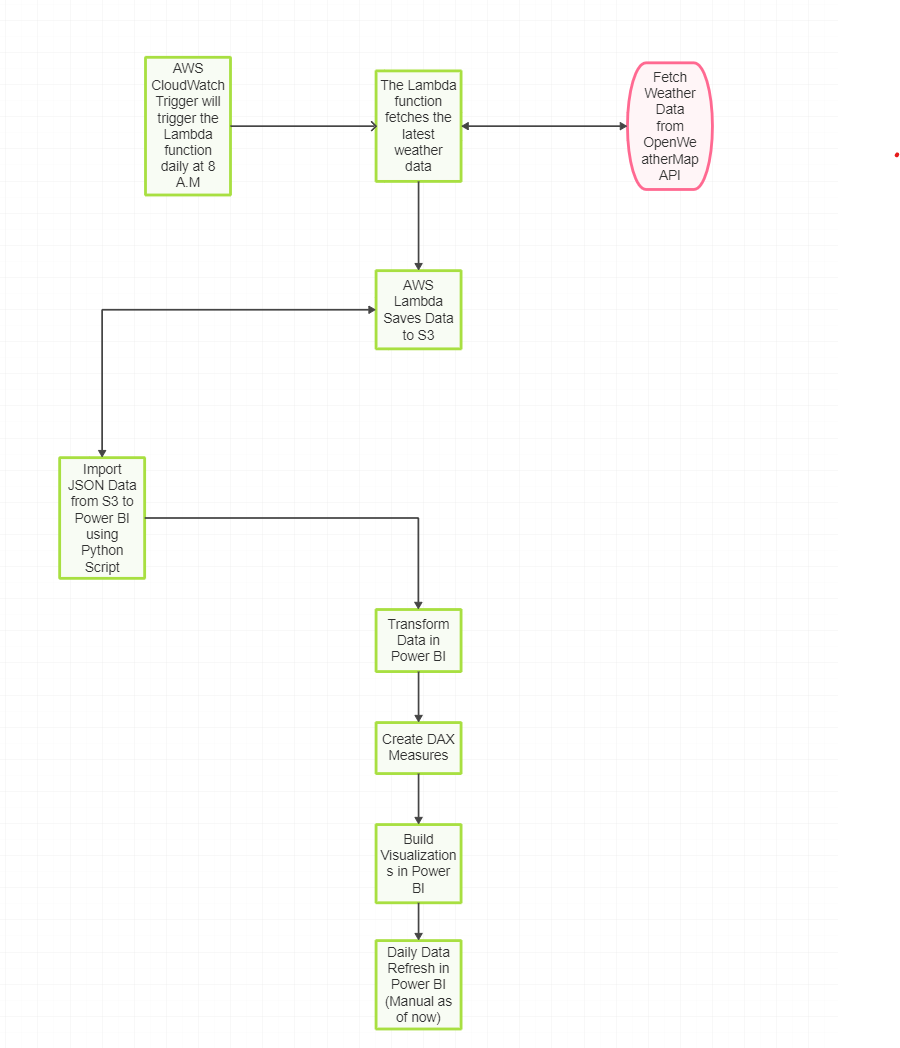 AWS
CloudWatch
Trigger will
trigger the
Lambda
function
daily at 8
A.M
The Lambda
function
fetches the
latest
weather
data
Fetch
Weather
Data
from
OpenWe
atherMap
API
AWS
Lambda
Saves Data
to S3
Import
JSON Data
from S3 to
Power BI
using
Python
Script
Transform
Data in
Power BI
Create DAX
Measures
Build
Visualization
s in Power
BI
Daily Data
Refresh in
Power BI
(Manual as
of now)